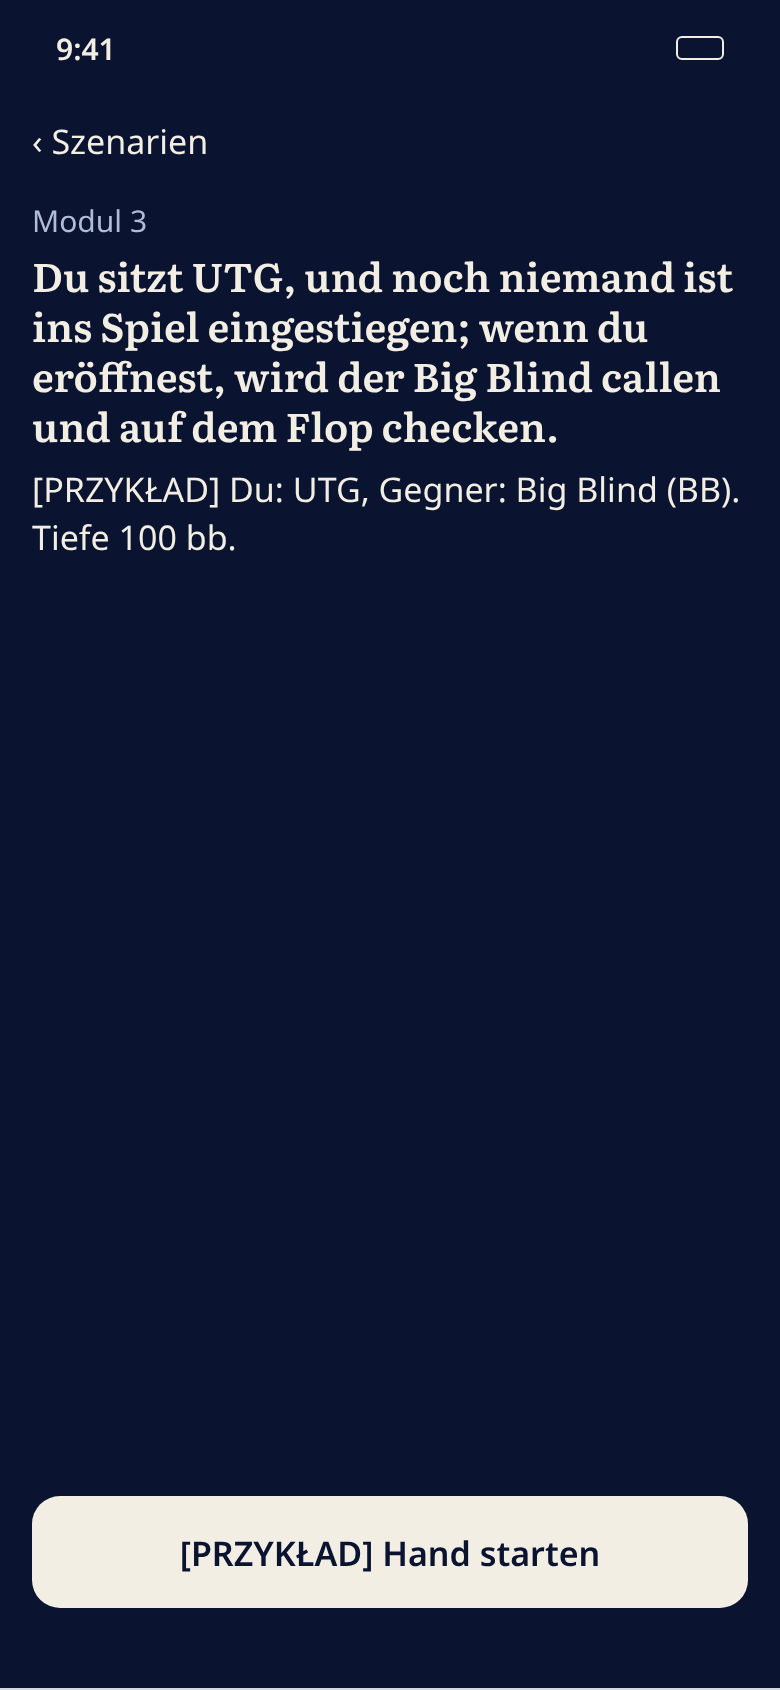 9:41
‹ Szenarien
Modul 3
Du sitzt UTG, und noch niemand ist
ins Spiel eingestiegen; wenn du
eröffnest, wird der Big Blind callen
und auf dem Flop checken.
[PRZYKŁAD] Du: UTG, Gegner: Big Blind (BB).
Tiefe 100 bb.
[PRZYKŁAD] Hand starten